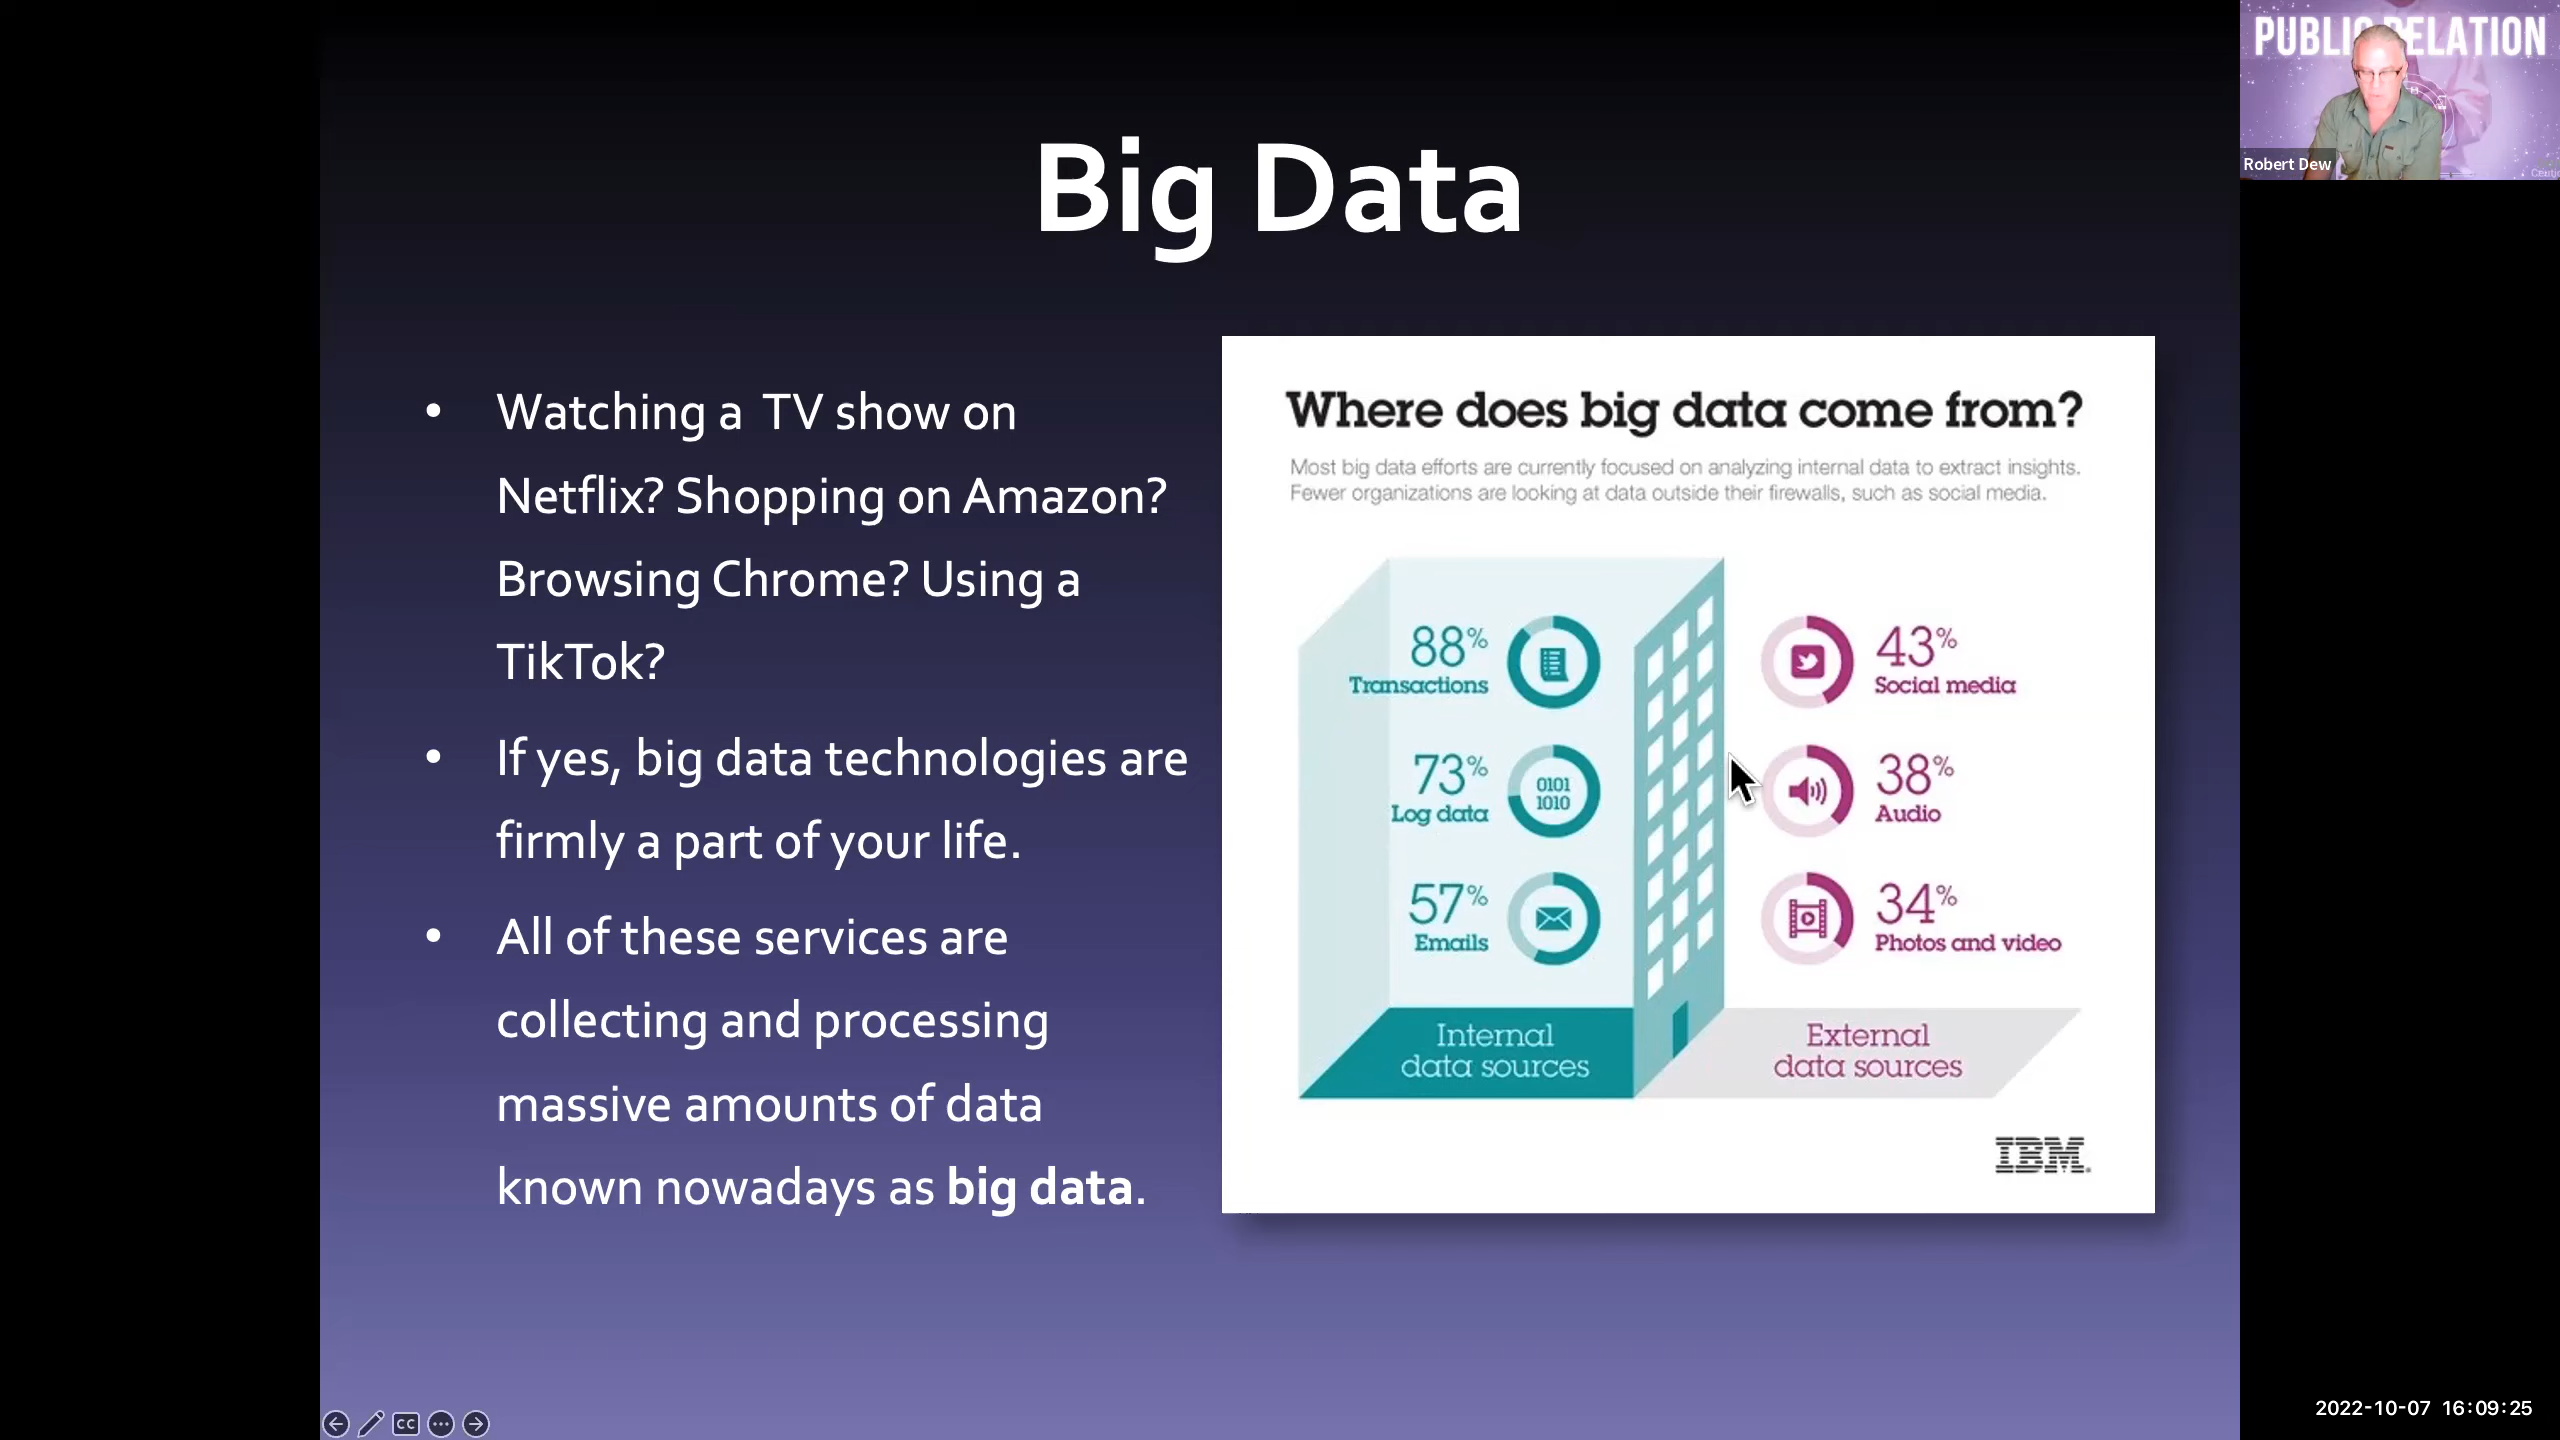 Big Data
• Watching a TV show on
Netflix? Shopping on Amazon?
Browsing Chrome? Using a
TikTok?
• If yes, big data technologies are
firmly a part of your life.
• All of these services are
collecting and processing
massive amounts of data
known nowadays as big data.
Where does big data come from?
Most big data efforts are currently focused on analyzing internal data to extract insights.
Fewer organizations are looking at data outside their firewalls, such as social media.
88%
Transactions
73%
Log data
0101
1010
57%
Emails
Internal
data sources
43%
Social media
38%
Audio
34%
Photos and video
External
data sources
IBM
Robert Dew
CC
2022-10-07 16:09:25